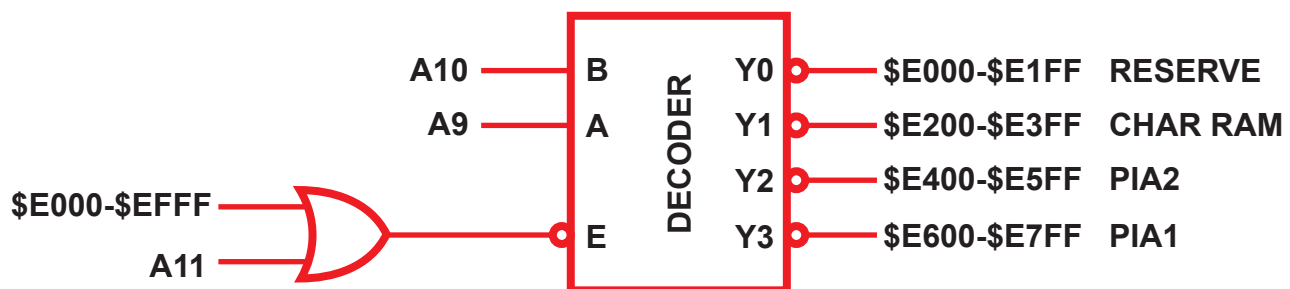 A10 B Y0 $E000-$E1FF RESERVE
A9 A Y1 $E200-$E3FF CHAR RAM
DECODER
Y2 $E400-$E5FF PIA2
$E000-$EFFF E Y3 $E600-$E7FF PIA1
A11